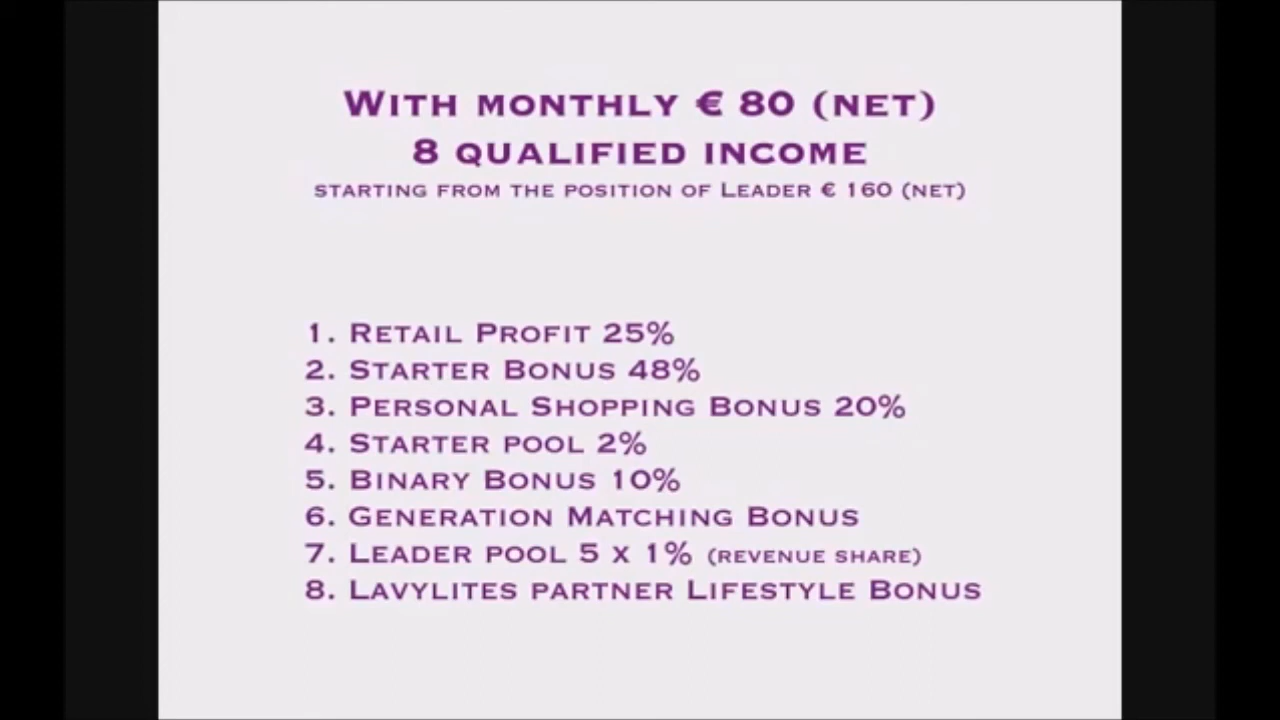 With monthly € 80 (net)
8 qualified income
starting from the position of Leader € 160 (net)
1. Retail Profit 25%
2. Starter Bonus 48%
3. Personal Shopping Bonus 20%
4. Starter pool 2%
5. Binary Bonus 10%
6. Generation Matching Bonus
7. Leader pool 5 x 1% (revenue share)
8. Lavylites partner Lifestyle Bonus